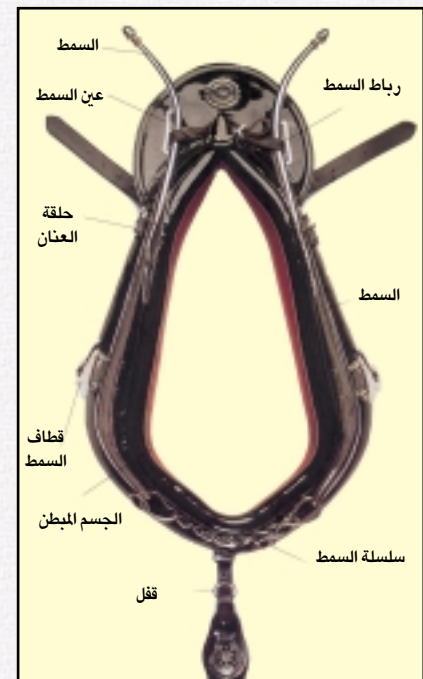 السمط
عين السمط
رباط السمط
حلقة
العنان
السمط
قطاف
السمط
الجسم المبطن
سلسلة السمط
قفل